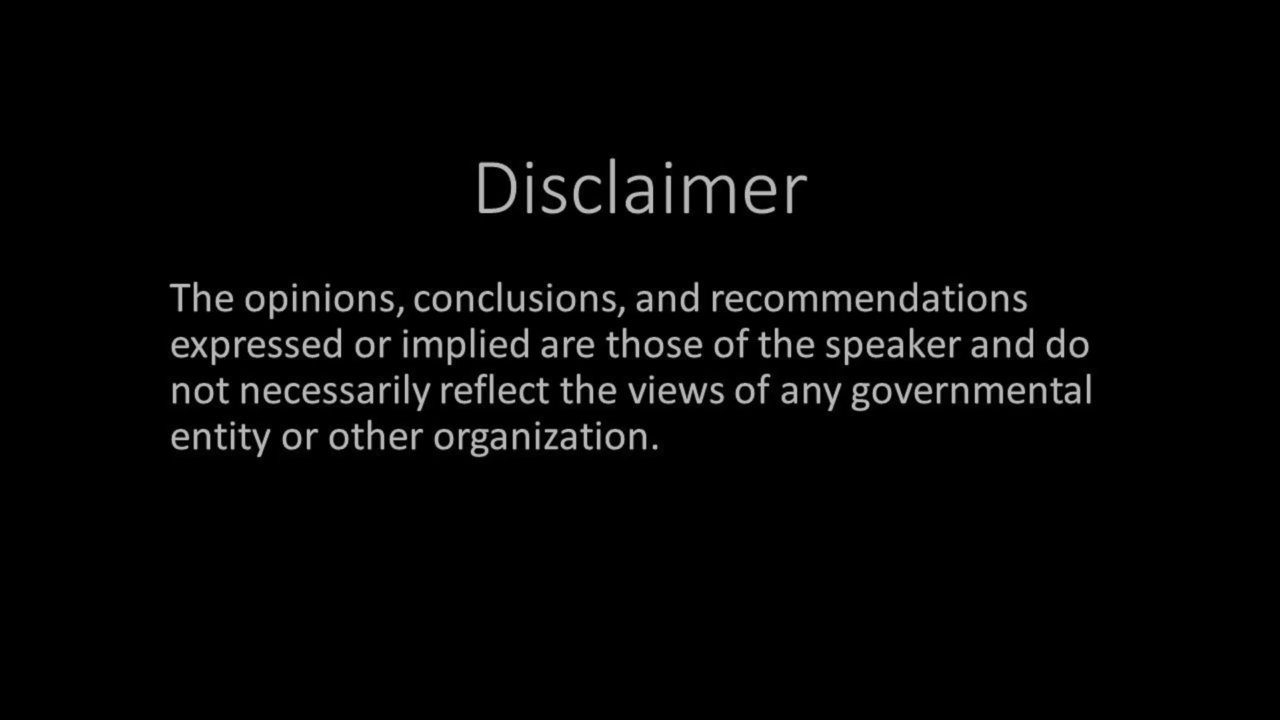 Disclaimer
The opinions, conclusions, and recommendations
expressed or implied are those of the speaker and do
not necessarily reflect the views of any governmental
entity or other organization.